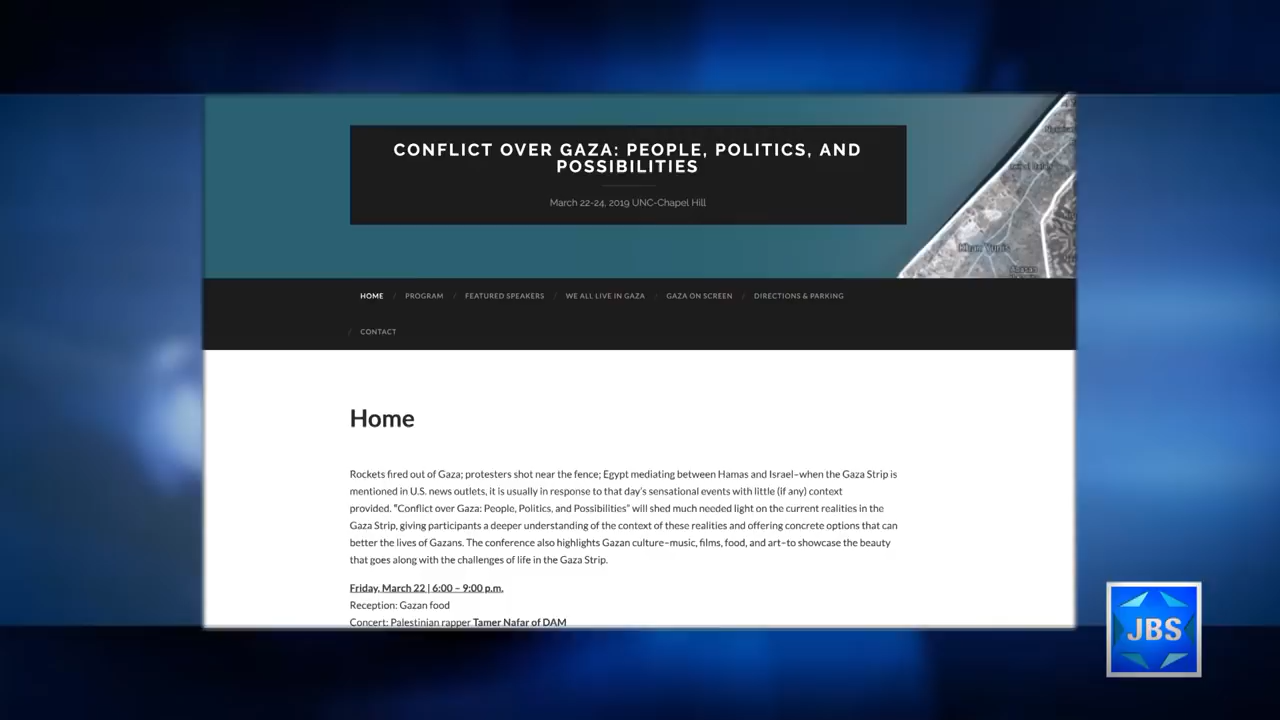 CONFLICT OVER GAZA: PEOPLE, POLITICS, AND
POSSIBILITIES
March 22-24, 2019 UNC-Chapel Hill
Khan Yunis
HOME / PROGRAM / FEATURED SPEAKERS / WE ALL LIVE IN GAZA / GAZA ON SCREEN / DIRECTIONS & PARKING
/ CONTACT
Home
Rockets fired out of Gaza; protesters shot near the fence; Egypt mediating between Hamas and Israel–when the Gaza Strip is
mentioned in U.S. news outlets, it is usually in response to that day's sensational events with little (if any) context
provided. "Conflict over Gaza: People, Politics, and Possibilities" will shed much needed light on the current realities in the
Gaza Strip, giving participants a deeper understanding of the context of these realities and offering concrete options that can
better the lives of Gazans. The conference also highlights Gazan culture–music, films, food, and art–to showcase the beauty
that goes along with the challenges of life in the Gaza Strip.
Friday, March 22 | 6:00 – 9:00 p.m.
Reception: Gazan food
Concert: Palestinian rapper Tamer Nafar of DAM
JBS